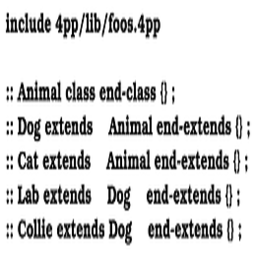 include 4pp/lib/foos.4pp
:: Animal class end-class {} ;
:: Dog extends Animal end-extends {} ;
:: Cat extends Animal end-extends {} ;
:: Lab extends Dog end-extends {} ;
:: Collie extends Dog end-extends {} ;